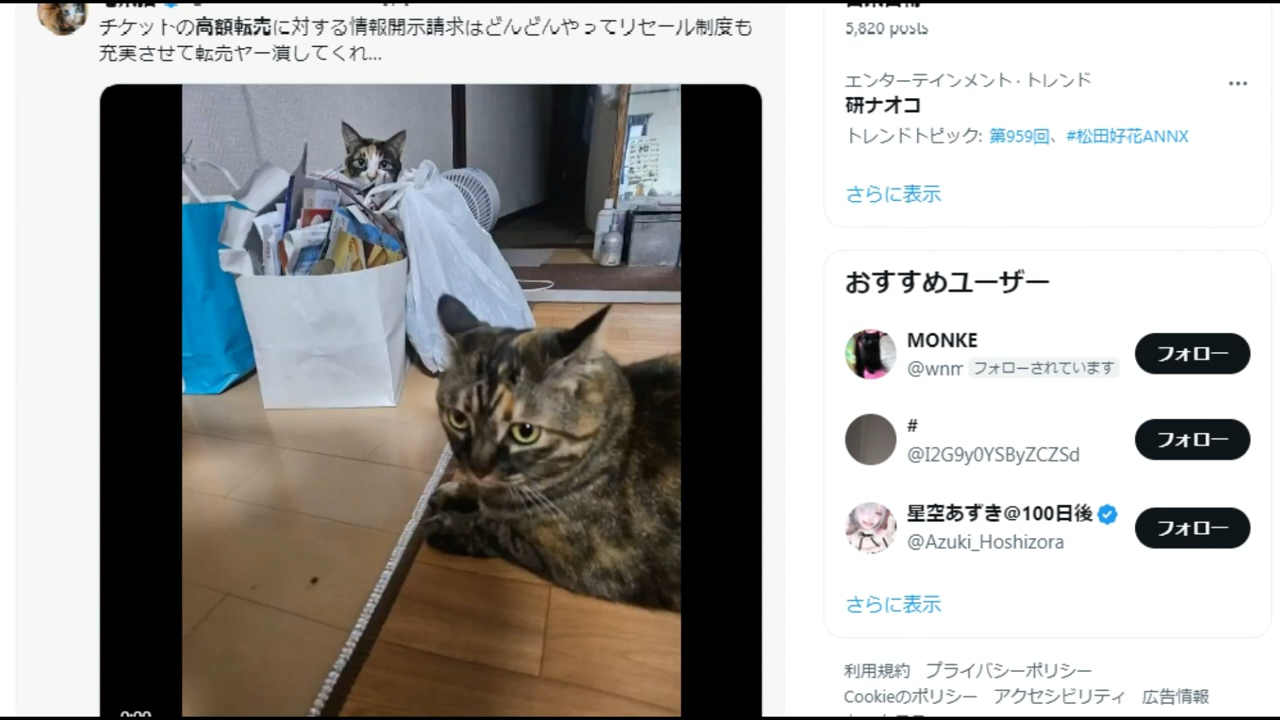 チケットの高額転売に対する情報開示請求はどんどんやってリセール制度も
充実させて転売ヤー潰してくれ...
0:00
5,820 posts
エンターテインメント · トレンド
研ナオコ
トレンドトピック: 第959回、#松田好花ANNX
さらに表示
おすすめユーザー
MONKE
@wnm フォローされています
フォロー
#
@I2G9y0YSByZCZSd
フォロー
星空あずき@100日後
@Azuki_Hoshizora
フォロー
さらに表示
利用規約 プライバシーポリシー
Cookieのポリシー アクセシビリティ 広告情報